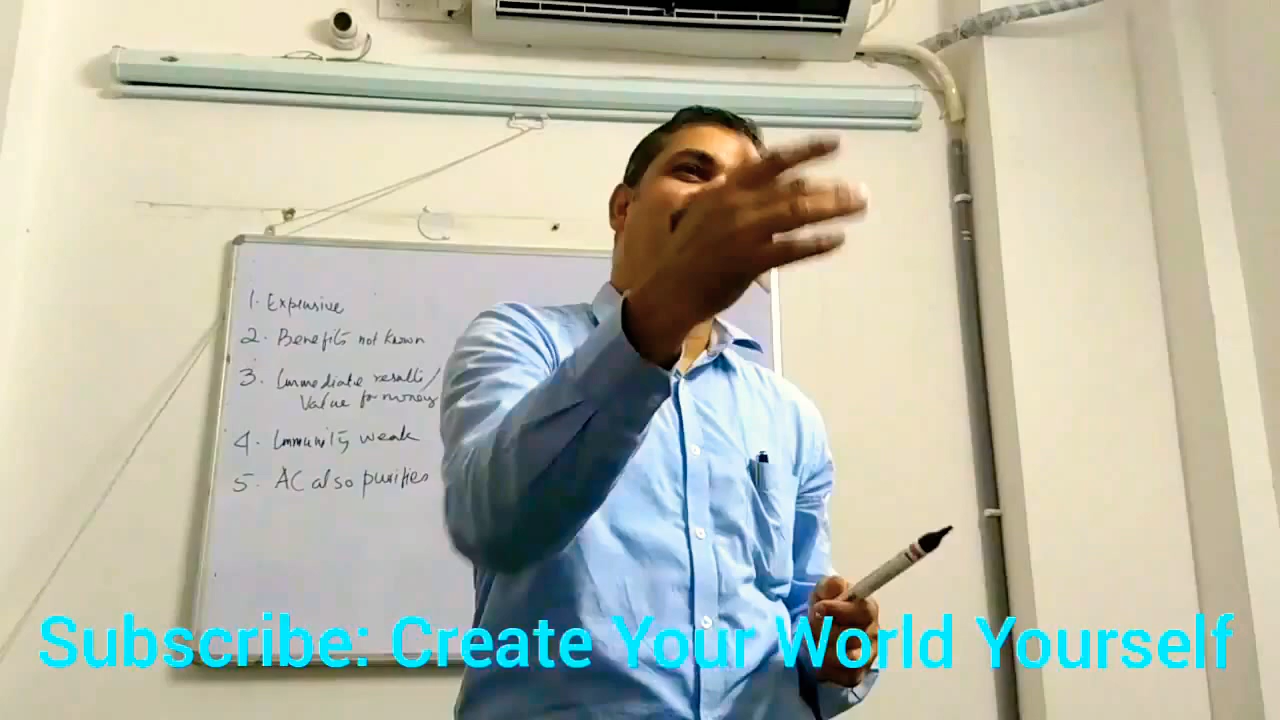 1. Expensive
2. Benefits not known
3. Immediate results/
Value for money
4. Immunity weak
5. AC also purifies
Subscribe: Create Your World Yourself